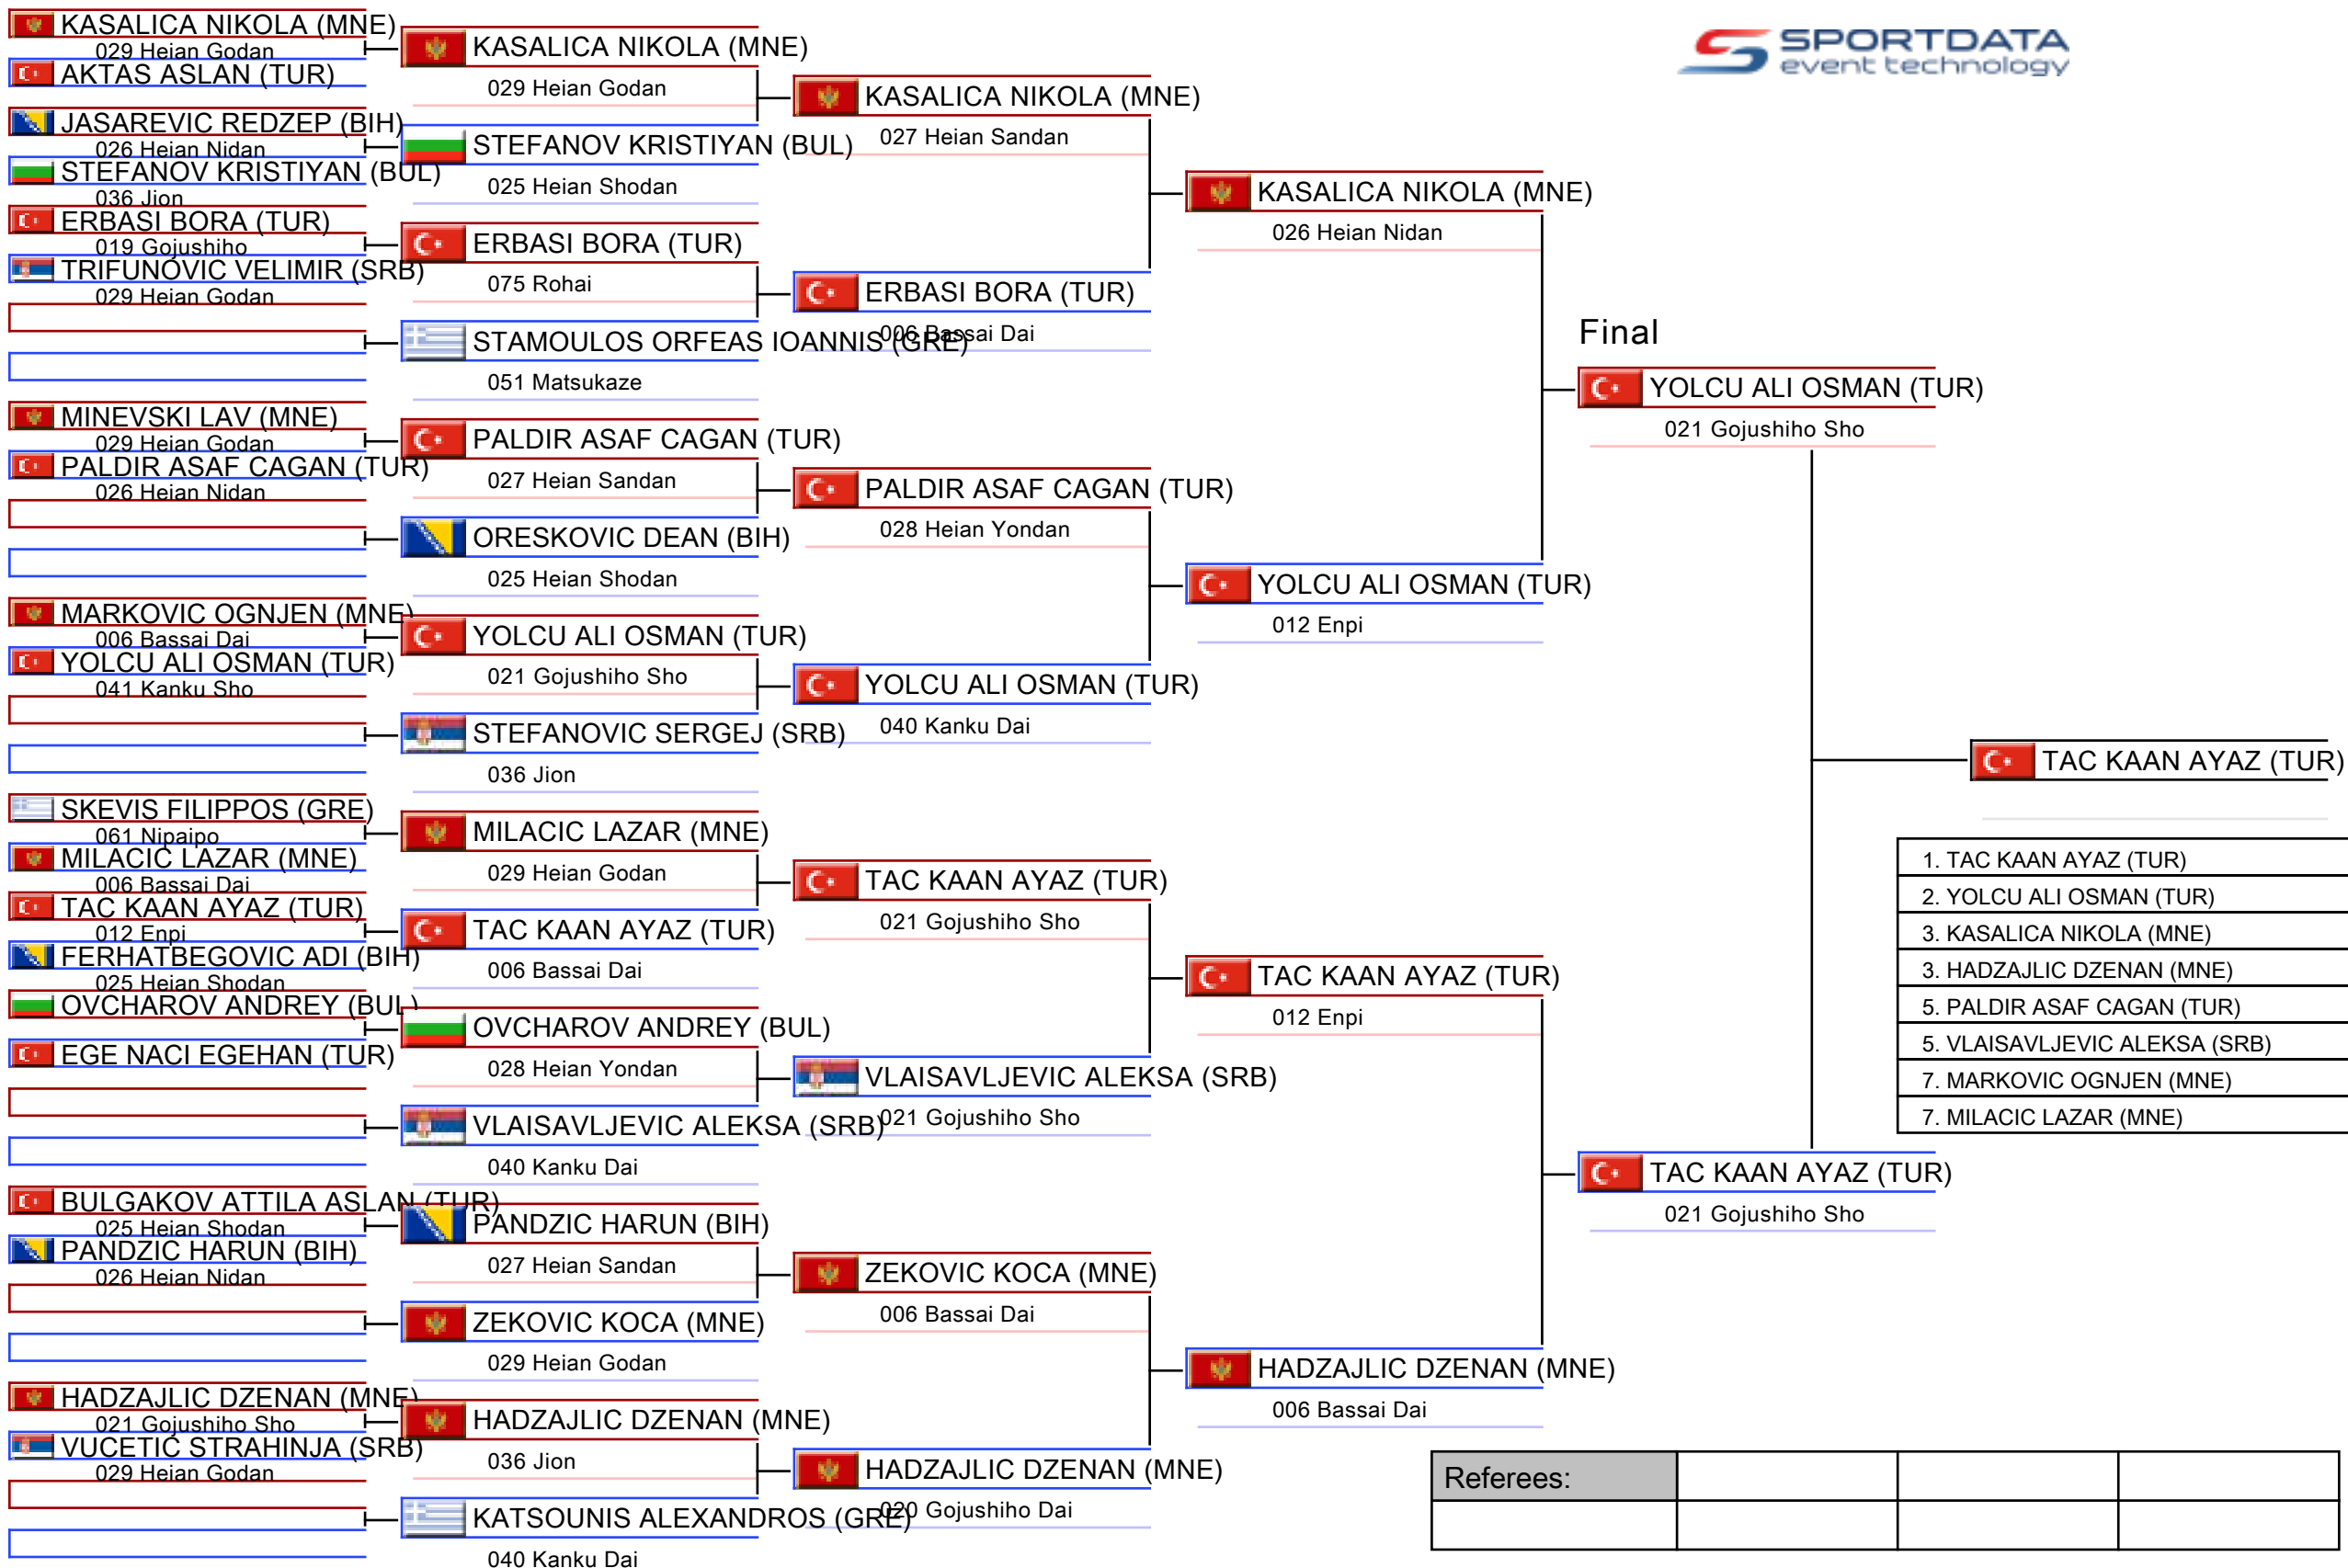 SPORTDATA
event technology
KASALICA NIKOLA (MNE)
029 Heian Godan
AKTAS ASLAN (TUR)
JASAREVIC REDZEP (BIH)
026 Heian Nidan
STEFANOV KRISTIYAN (BUL)
036 Jion
ERBASI BORA (TUR)
019 Gojushiho
TRIFUNOVIC VELIMIR (SRB)
029 Heian Godan
MINEVSKI LAV (MNE)
029 Heian Godan
PALDIR ASAF CAGAN (TUR)
026 Heian Nidan
MARKOVIC OGNJEN (MNE)
006 Bassai Dai
YOLCU ALI OSMAN (TUR)
041 Kanku Sho
SKEVIS FILIPPOS (GRE)
061 Nipaipo
MILACIC LAZAR (MNE)
006 Bassai Dai
TAC KAAN AYAZ (TUR)
012 Enpi
FERHATBEGOVIC ADI (BIH)
025 Heian Shodan
OVCHAROV ANDREY (BUL)
EGE NACI EGEHAN (TUR)
BULGAKOV ATTILA ASLAN (TUR)
025 Heian Shodan
PANDZIC HARUN (BIH)
026 Heian Nidan
HADZAJLIC DZENAN (MNE)
021 Gojushiho Sho
VUCETIC STRAHINJA (SRB)
029 Heian Godan
KASALICA NIKOLA (MNE)
029 Heian Godan
STEFANOV KRISTIYAN (BUL)
025 Heian Shodan
ERBASI BORA (TUR)
075 Rohai
STAMOULOS ORFEAS IOANNIS (GRE)
051 Matsukaze
PALDIR ASAF CAGAN (TUR)
027 Heian Sandan
ORESKOVIC DEAN (BIH)
025 Heian Shodan
YOLCU ALI OSMAN (TUR)
021 Gojushiho Sho
STEFANOVIC SERGEJ (SRB)
036 Jion
MILACIC LAZAR (MNE)
029 Heian Godan
TAC KAAN AYAZ (TUR)
006 Bassai Dai
OVCHAROV ANDREY (BUL)
028 Heian Yondan
VLAISAVLJEVIC ALEKSA (SRB)
040 Kanku Dai
PANDZIC HARUN (BIH)
027 Heian Sandan
ZEKOVIC KOCA (MNE)
029 Heian Godan
HADZAJLIC DZENAN (MNE)
036 Jion
KATSOUNIS ALEXANDROS (GRE)
040 Kanku Dai
KASALICA NIKOLA (MNE)
027 Heian Sandan
ERBASI BORA (TUR)
006 Bassai Dai
PALDIR ASAF CAGAN (TUR)
028 Heian Yondan
YOLCU ALI OSMAN (TUR)
040 Kanku Dai
TAC KAAN AYAZ (TUR)
021 Gojushiho Sho
VLAISAVLJEVIC ALEKSA (SRB)
021 Gojushiho Sho
ZEKOVIC KOCA (MNE)
006 Bassai Dai
HADZAJLIC DZENAN (MNE)
020 Gojushiho Dai
KASALICA NIKOLA (MNE)
026 Heian Nidan
YOLCU ALI OSMAN (TUR)
012 Enpi
TAC KAAN AYAZ (TUR)
012 Enpi
HADZAJLIC DZENAN (MNE)
006 Bassai Dai
Final
YOLCU ALI OSMAN (TUR)
021 Gojushiho Sho
TAC KAAN AYAZ (TUR)
021 Gojushiho Sho
TAC KAAN AYAZ (TUR)
1. TAC KAAN AYAZ (TUR)
2. YOLCU ALI OSMAN (TUR)
3. KASALICA NIKOLA (MNE)
3. HADZAJLIC DZENAN (MNE)
5. PALDIR ASAF CAGAN (TUR)
5. VLAISAVLJEVIC ALEKSA (SRB)
7. MARKOVIC OGNJEN (MNE)
7. MILACIC LAZAR (MNE)
Referees: